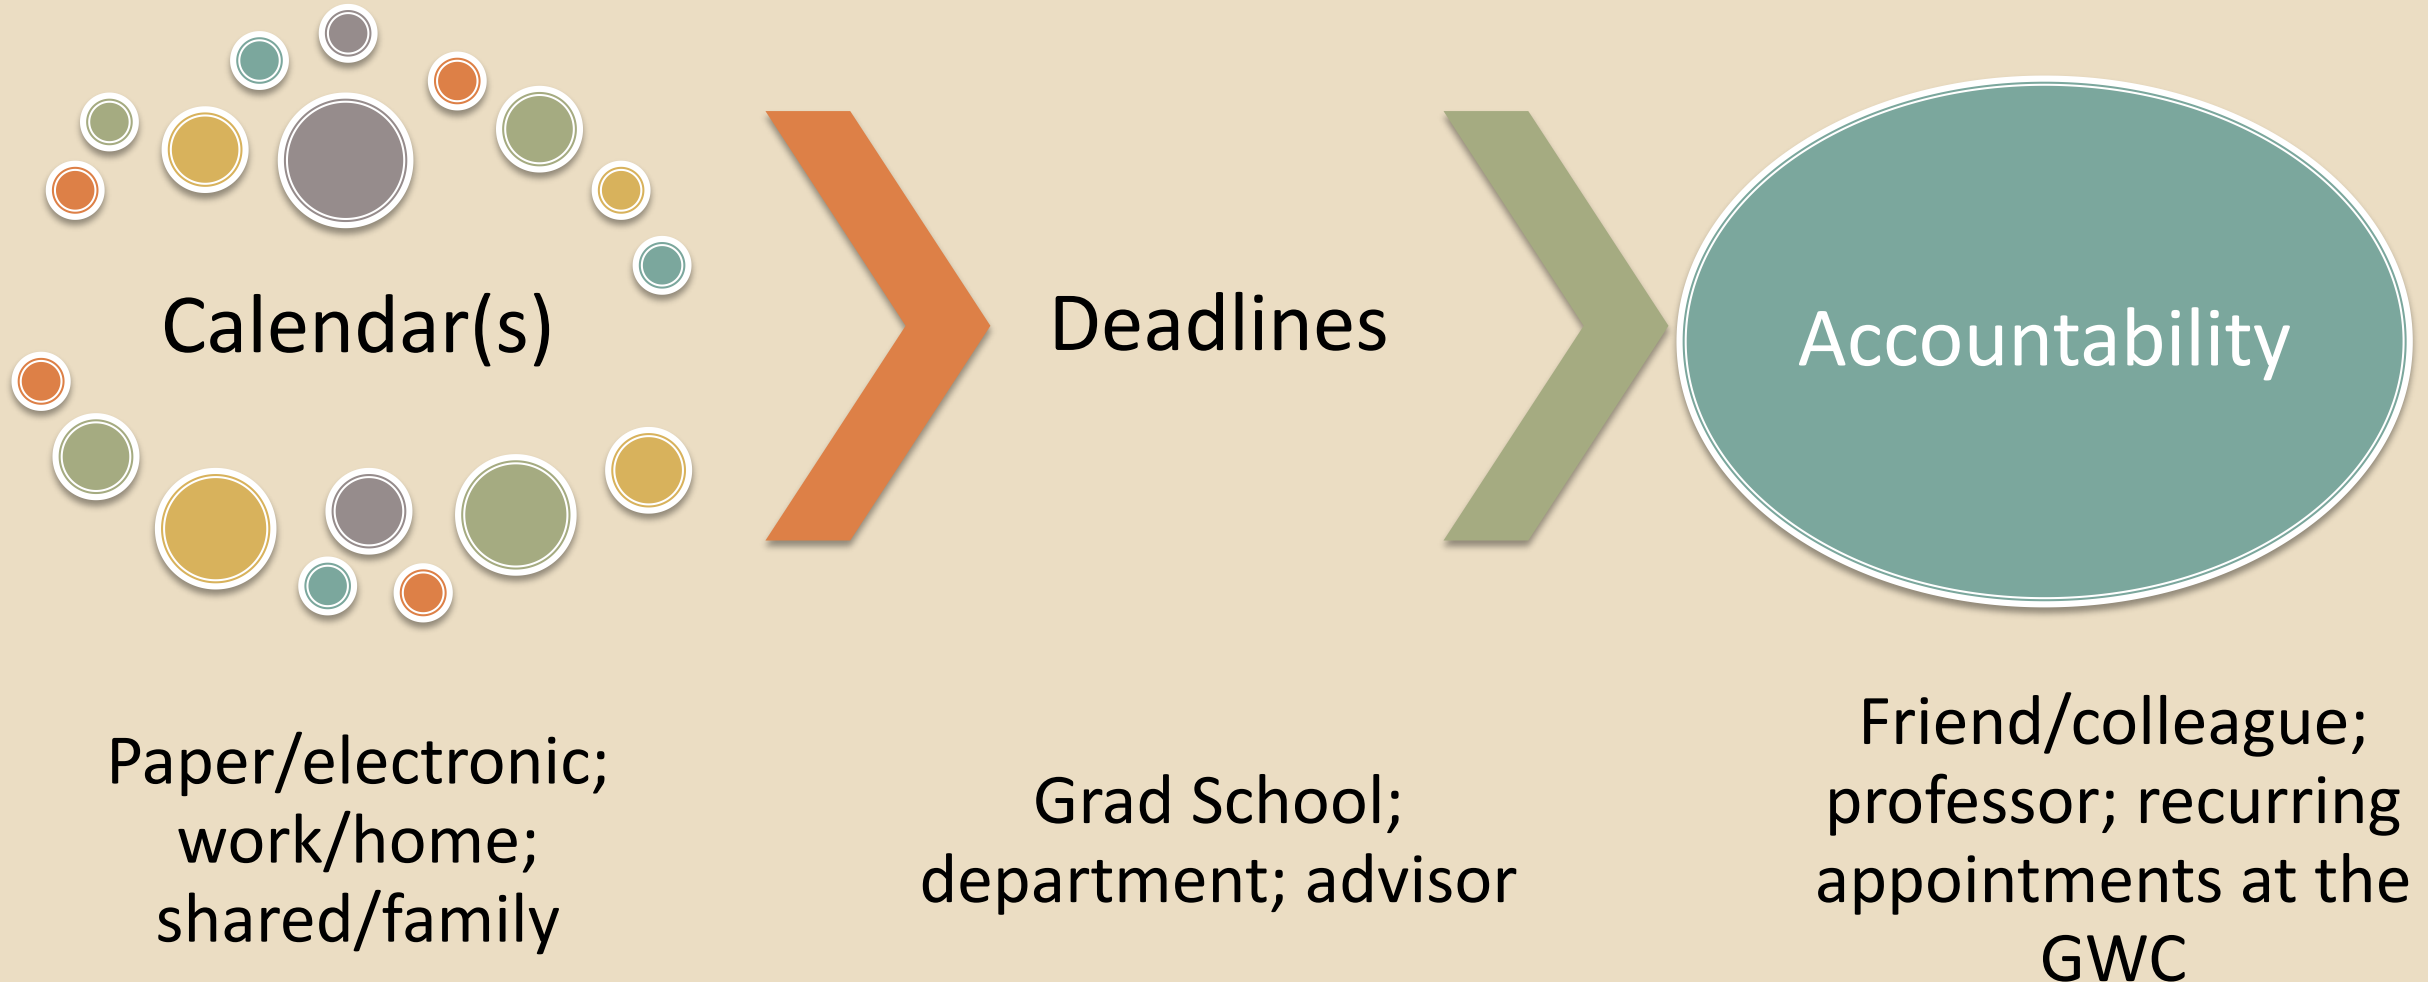 Calendar(s)
Deadlines
Accountability
Paper/electronic;
work/home;
shared/family
Grad School;
department; advisor
Friend/colleague;
professor; recurring
appointments at the
GWC